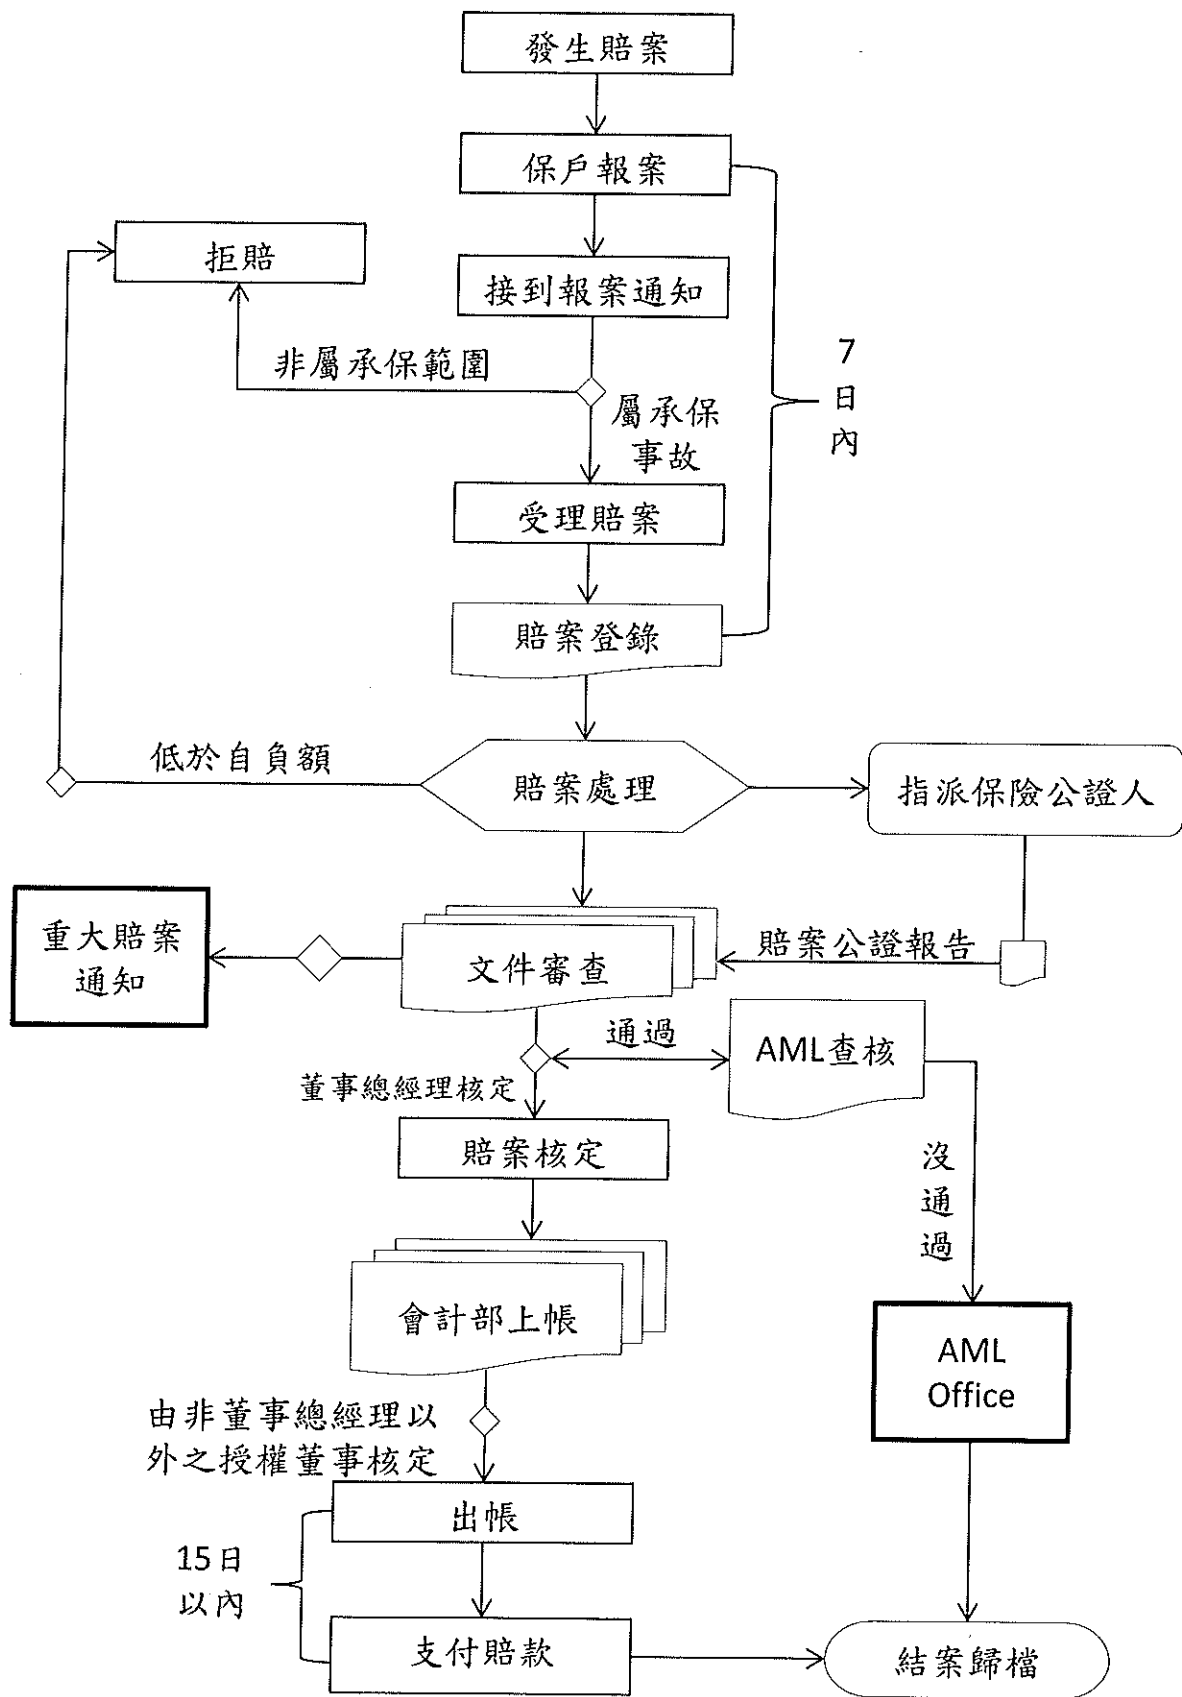 發生賠案
保戶報案
拒賠
接到報案通知
7
日
內
非屬承保範圍
屬承保
事故
受理賠案
賠案登錄
低於自負額
賠案處理
指派保險公證人
重大賠案
通知
文件審查
賠案公證報告
通過
AML查核
董事總經理核定
賠案核定
沒
通
過
會計部上帳
AML
Office
由非董事總經理以
外之授權董事核定
出帳
15日
以內
支付賠款
結案歸檔